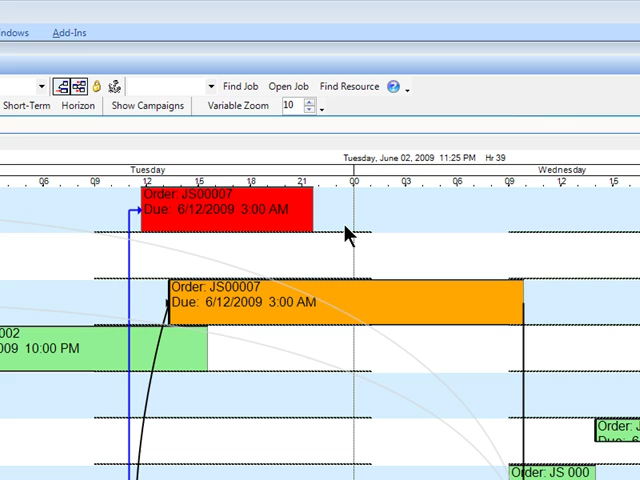 ndows Add-Ins
Find Job Open Job Find Resource
Short-Term Horizon Show Campaigns Variable Zoom 10
Tuesday, June 02, 2009 11:25 PM Hr 39
Tuesday Wednesday
06 09 12 15 18 21 00 03 06 09 12 15
Order: JS00007
Due: 6/12/2009 3:00 AM
Order: JS00007
Due: 6/12/2009 3:00 AM
002
009 10:00 PM
Order: J
Due: 6
Order: JS 000